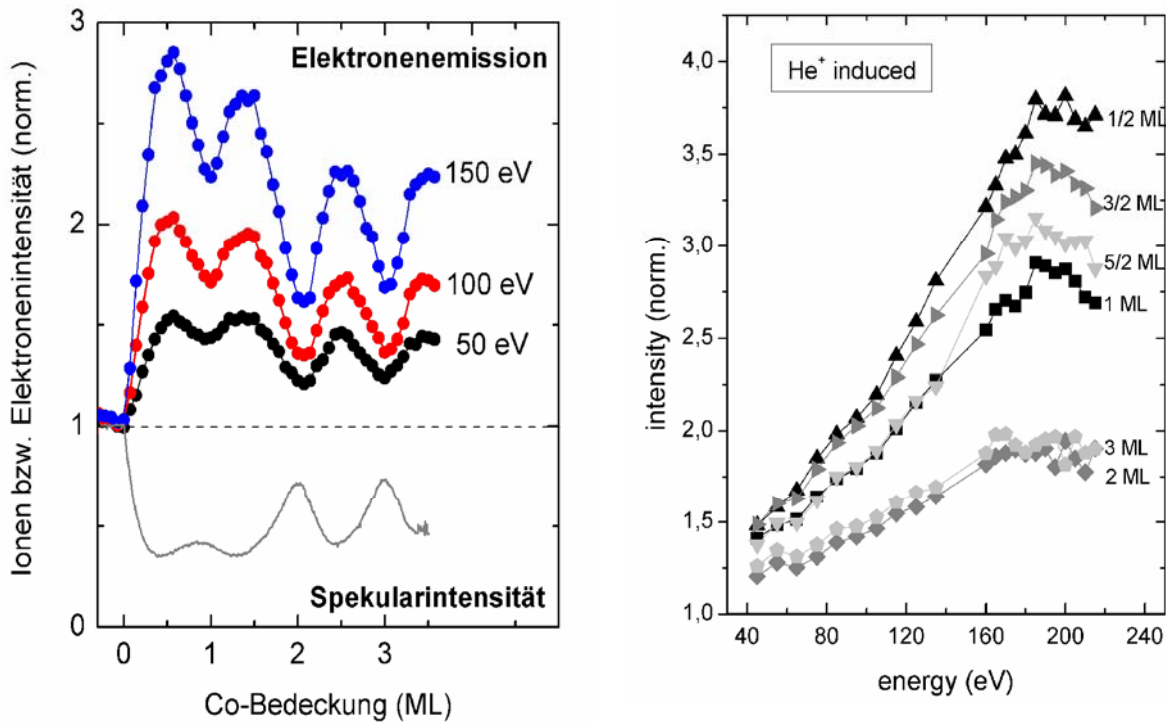 Ionen bzw. Elektronenintensität (norm.)
3
2
1
0
Elektronenemission
150 eV
100 eV
50 eV
Spekularintensität
0 1 2 3
Co-Bedeckung (ML)
intensity (norm.)
4,0
3,5
3,0
2,5
2,0
1,5
1,0
He+ induced
1/2 ML
3/2 ML
5/2 ML
1 ML
3 ML
2 ML
40 80 120 160 200 240
energy (eV)